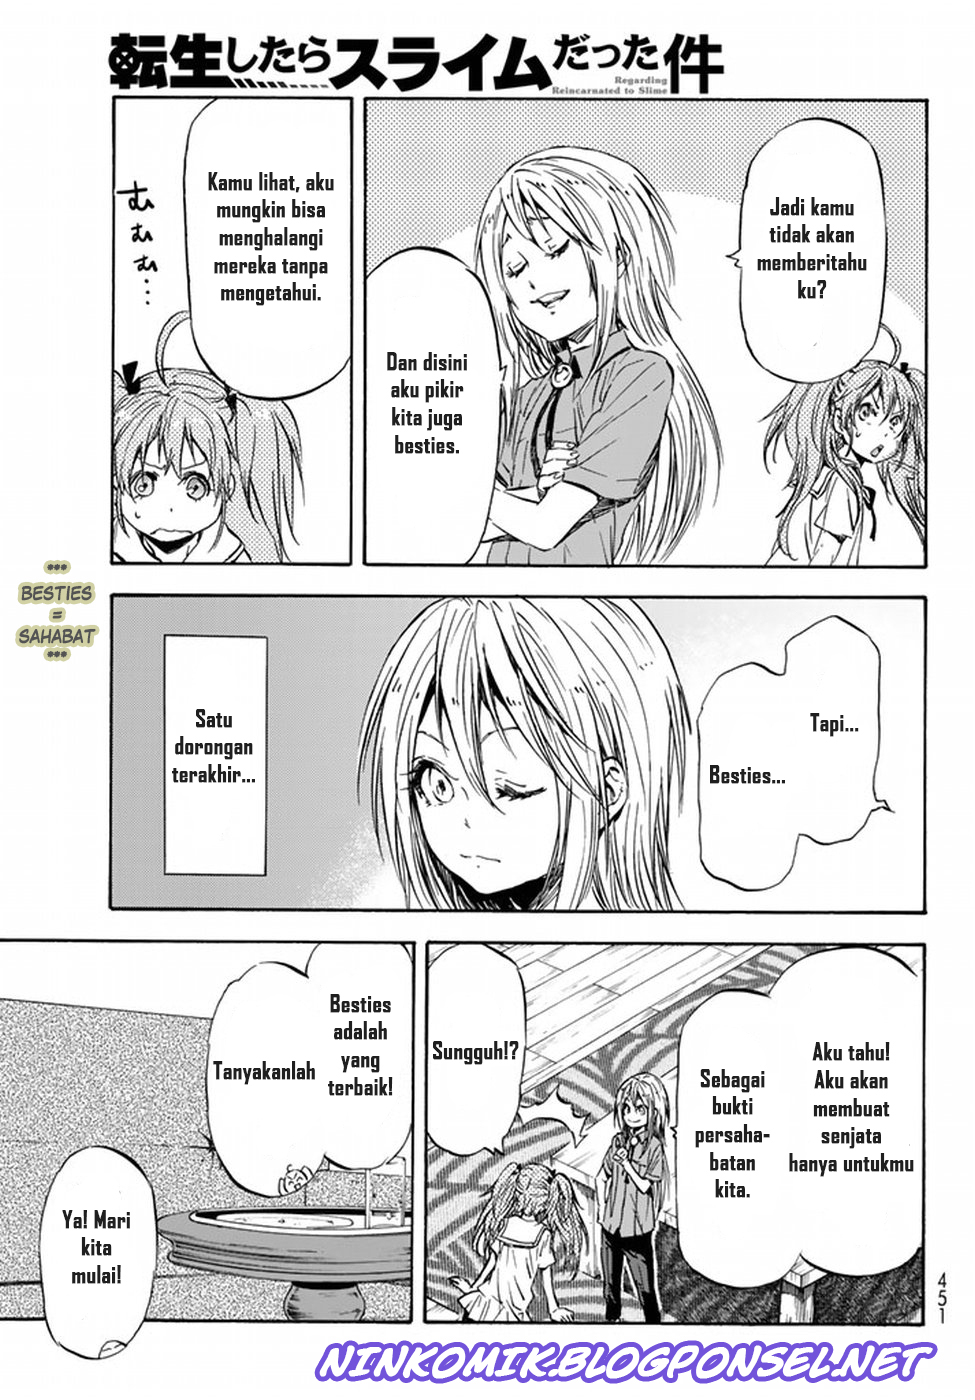 転生したらスライムだった件
Regarding
Reincarnated to Slime
Jadi kamu
tidak akan
memberitahu
ku?
Dan disini
aku pikir
kita juga
besties.
Kamu lihat, aku
mungkin bisa
menghalangi
mereka tanpa
mengetahui.
むむむ…
•••
BESTIES
=
SAHABAT
•••
Tapi...
Besties...
Satu
dorongan
terakhir...
Aku tahu!
Aku akan
membuat
senjata
hanya untukmu
Sebagai
bukti
persaha-
batan
kita.
Sungguh!?
Besties
adalah
yang
terbaik!
Tanyakanlah
Ya! Mari
kita
mulai!
451
NINKOMIK.BLOGPONSEL.NET